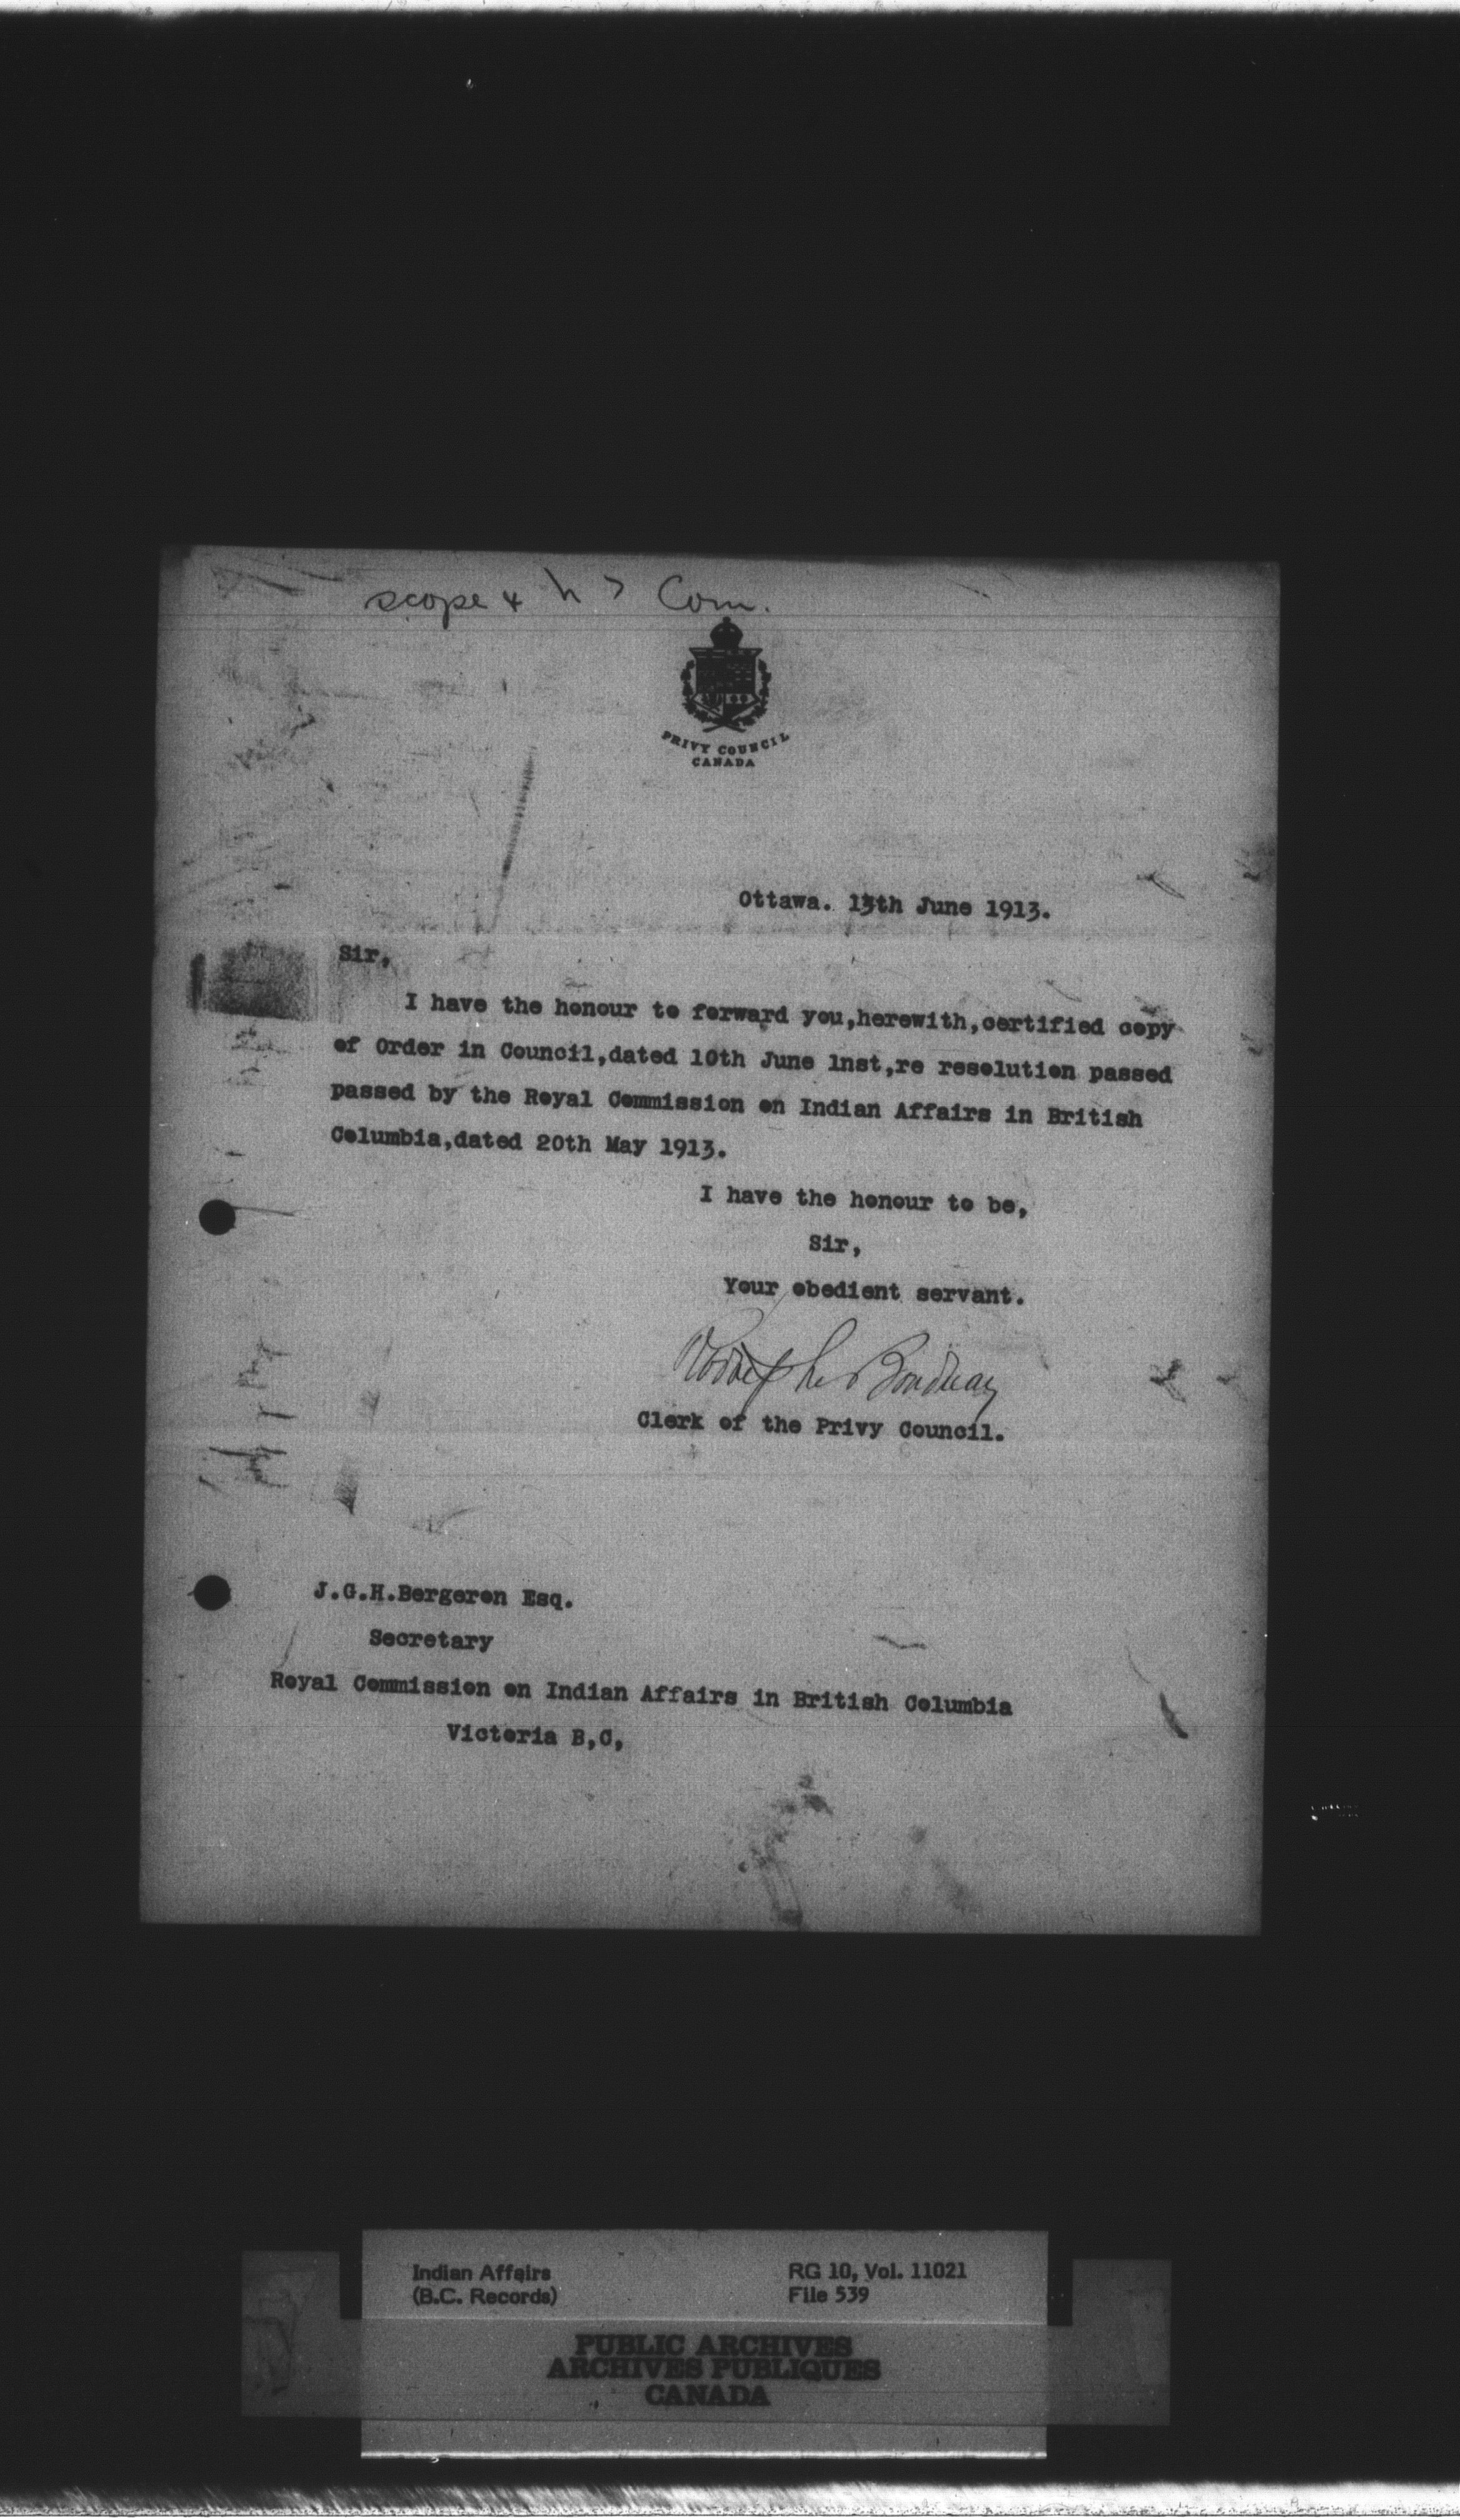 scope & Com.
PRIVY COUNCIL
CANADA
Ottawa. 13th June 1913.
Sir,
I have the honour to forward you,herewith,certified copy
of Order in Council,dated 10th June 1nst,re resolution passed
passed by the Royal Commission on Indian Affairs in British
Columbia,dated 20th May 1913.
I have the honour to be,
Sir,
Your obedient servant.
Rodolphe Boudreau
Clerk of the Privy Council.
J.G.H.Bergeron Esq.
Secretary
Royal Commission on Indian Affairs in British Columbia
Victoria B,C,
Indian Affairs
(B.C. Records)
RG 10, Vol. 11021
File 539
PUBLIC ARCHIVES
ARCHIVES PUBLIQUES
CANADA